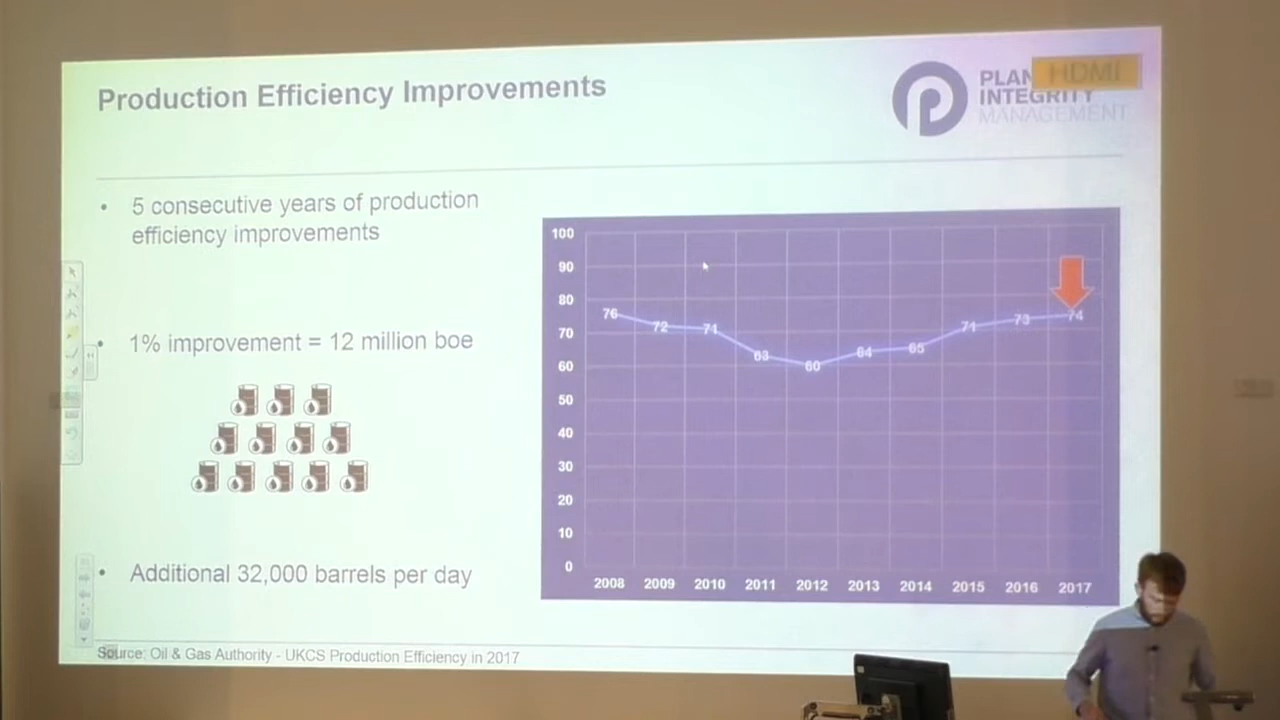 Production Efficiency Improvements
HDMI
INTEGRITY
MANAGEMENT
• 5 consecutive years of production
efficiency improvements
• 1% improvement = 12 million boe
• Additional 32,000 barrels per day
100
90
80
70
60
50
40
30
20
10
0
76
72
71
63
60
64
65
71
73
74
2008 2009 2010 2011 2012 2013 2014 2015 2016 2017
Source: Oil & Gas Authority - UKCS Production Efficiency in 2017